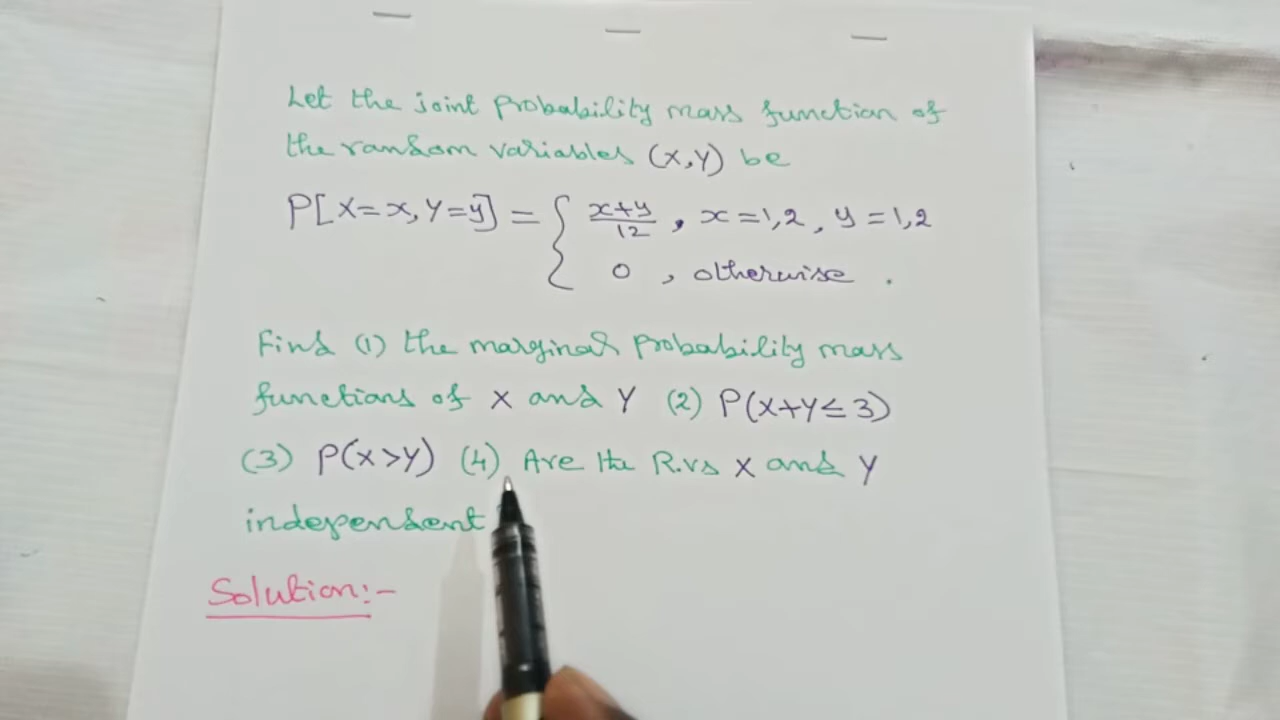 Let the joint probability mass function of
the random variables (X,Y) be
P[X=x, Y=y] = { x+y/12 , x=1,2 , y=1,2
0 , otherwise .
Find (1) the marginal probability mass
functions of X and Y (2) P(X+Y≤3)
(3) P(X>Y) (4) Are the R.vs X and Y
independent
Solution:-